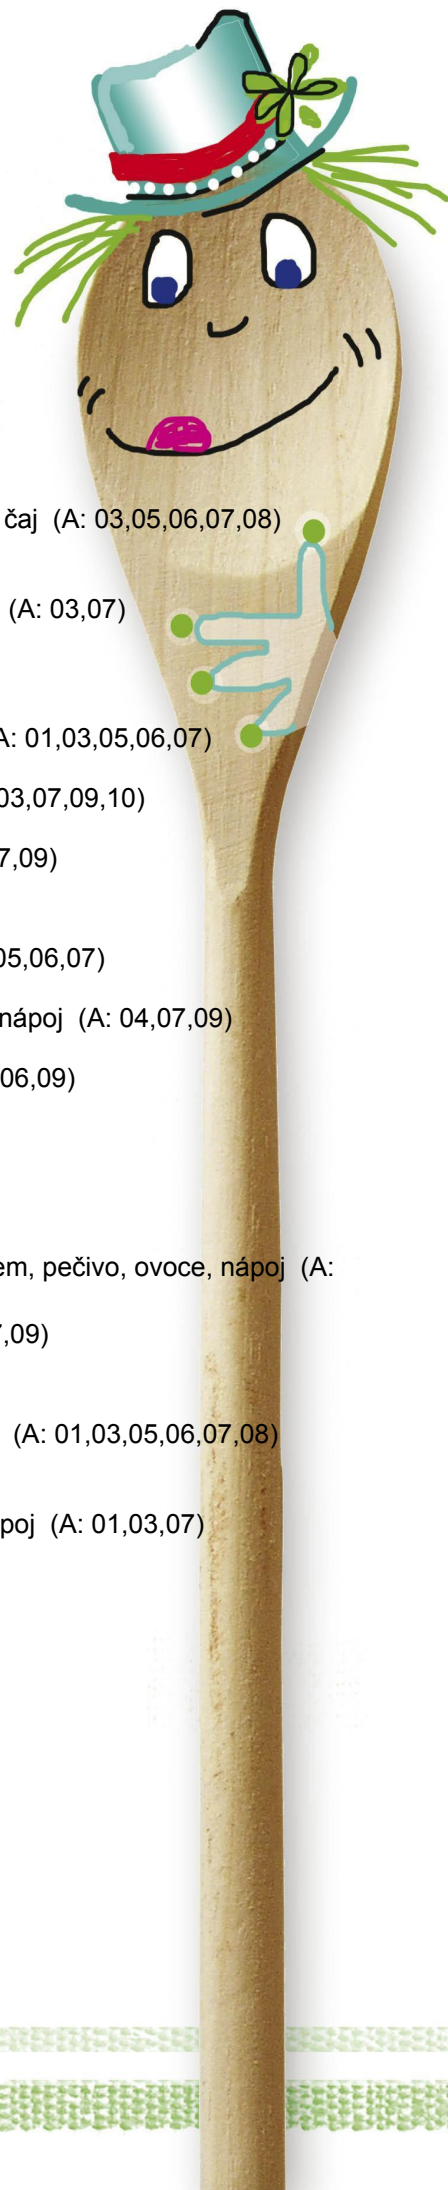 čaj (A: 03,05,06,07,08)
(A: 03,07)
A: 01,03,05,06,07)
03,07,09,10)
7,09)
05,06,07)
nápoj (A: 04,07,09)
06,09)
em, pečivo, ovoce, nápoj (A:
7,09)
(A: 01,03,05,06,07,08)
poj (A: 01,03,07)